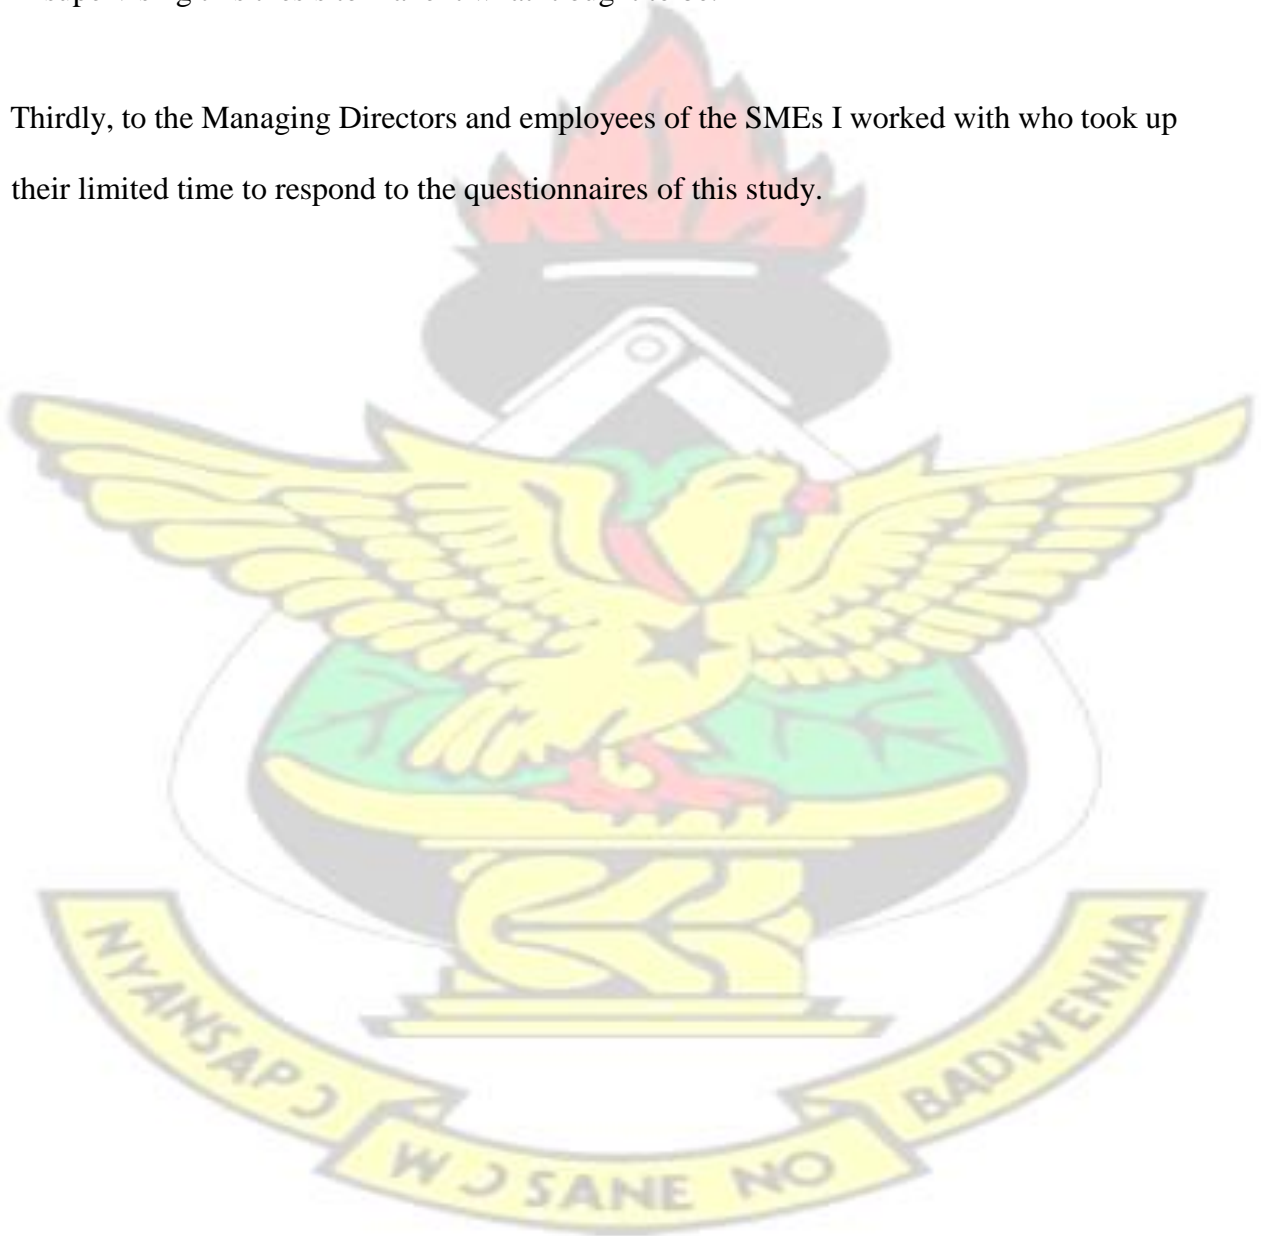 Thirdly, to the Managing Directors and employees of the SMEs I worked with who took up
their limited time to respond to the questionnaires of this study.
NYANSAPƆ
WƆSANE NO
BADWENMA